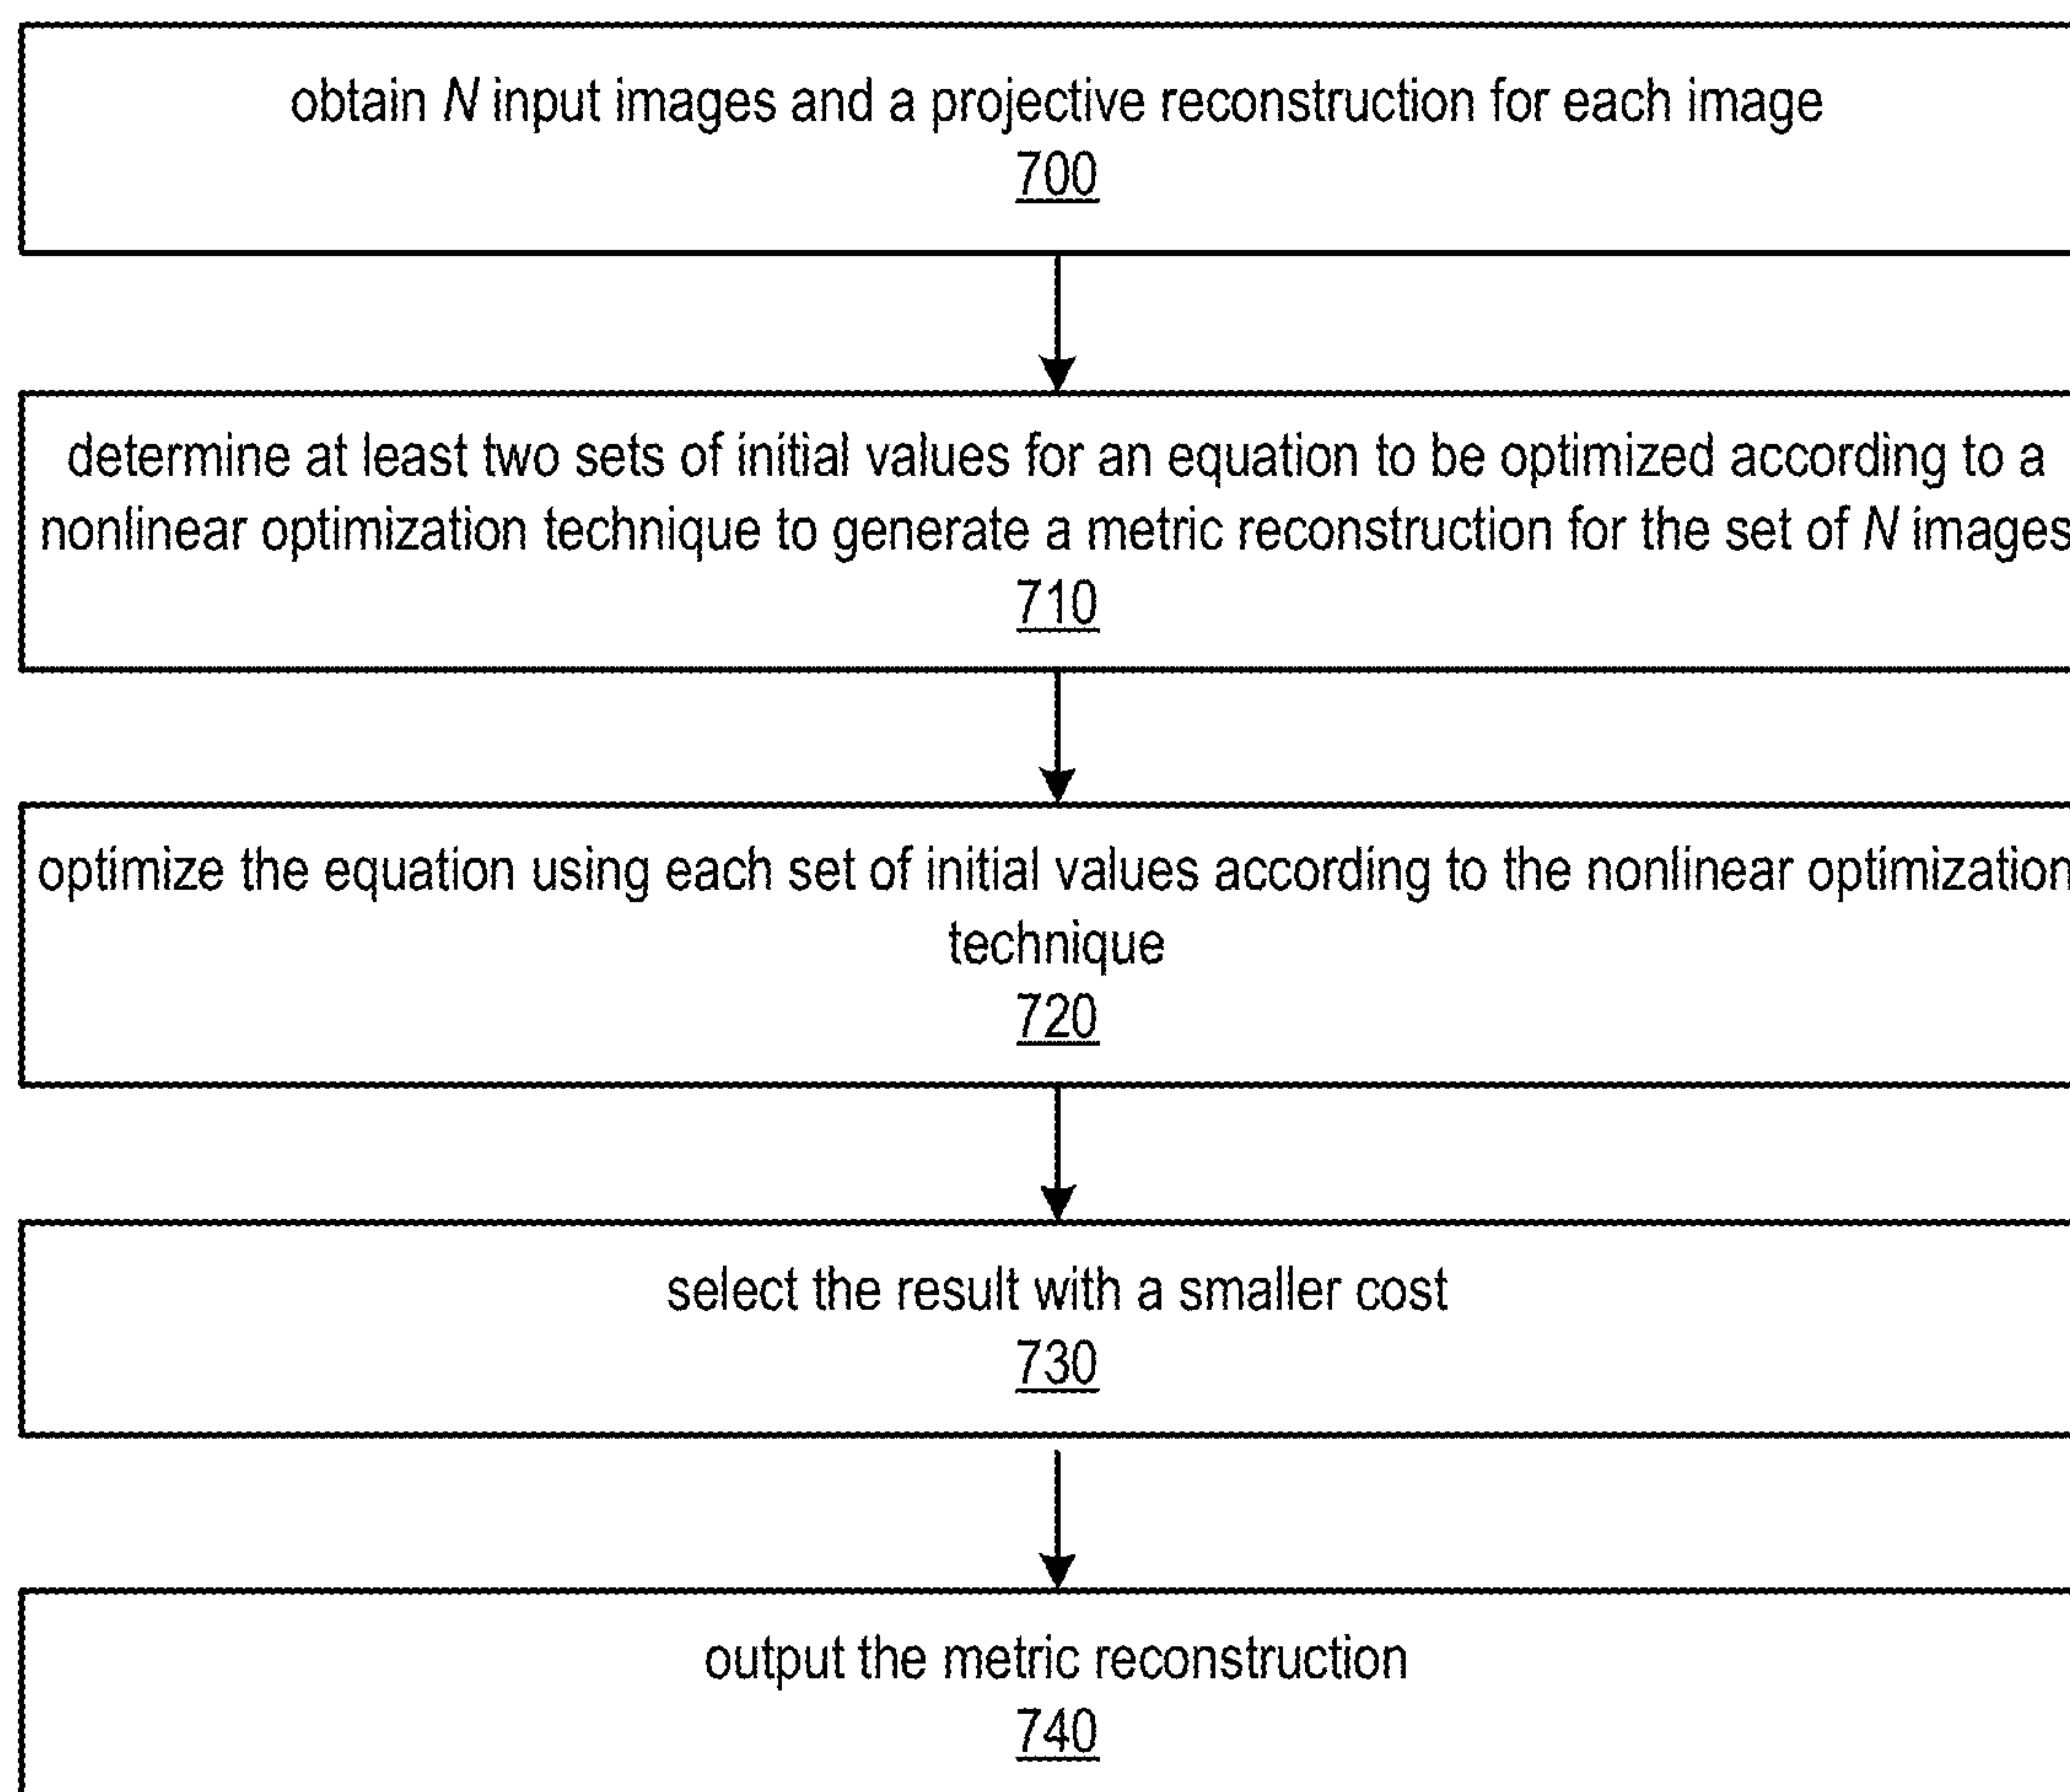 obtain N input images and a projective reconstruction for each image
700
determine at least two sets of initial values for an equation to be optimized according to a
nonlinear optimization technique to generate a metric reconstruction for the set of N images
710
optimize the equation using each set of initial values according to the nonlinear optimization
technique
720
select the result with a smaller cost
730
output the metric reconstruction
740